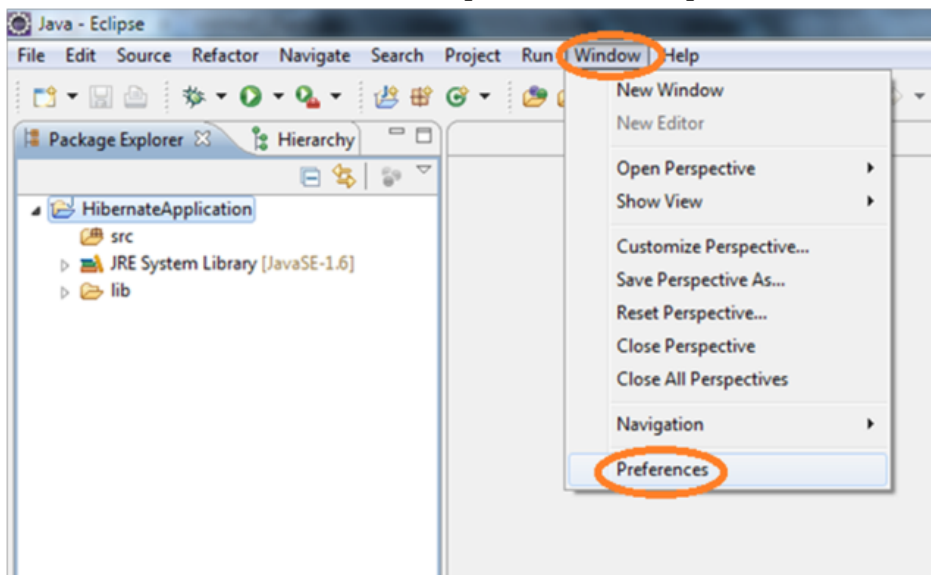 Java - Eclipse
File Edit Source Refactor Navigate Search Project Run Window Help
Package Explorer Hierarchy
HibernateApplication
src
JRE System Library [JavaSE-1.6]
lib
New Window
New Editor
Open Perspective
Show View
Customize Perspective...
Save Perspective As...
Reset Perspective...
Close Perspective
Close All Perspectives
Navigation
Preferences